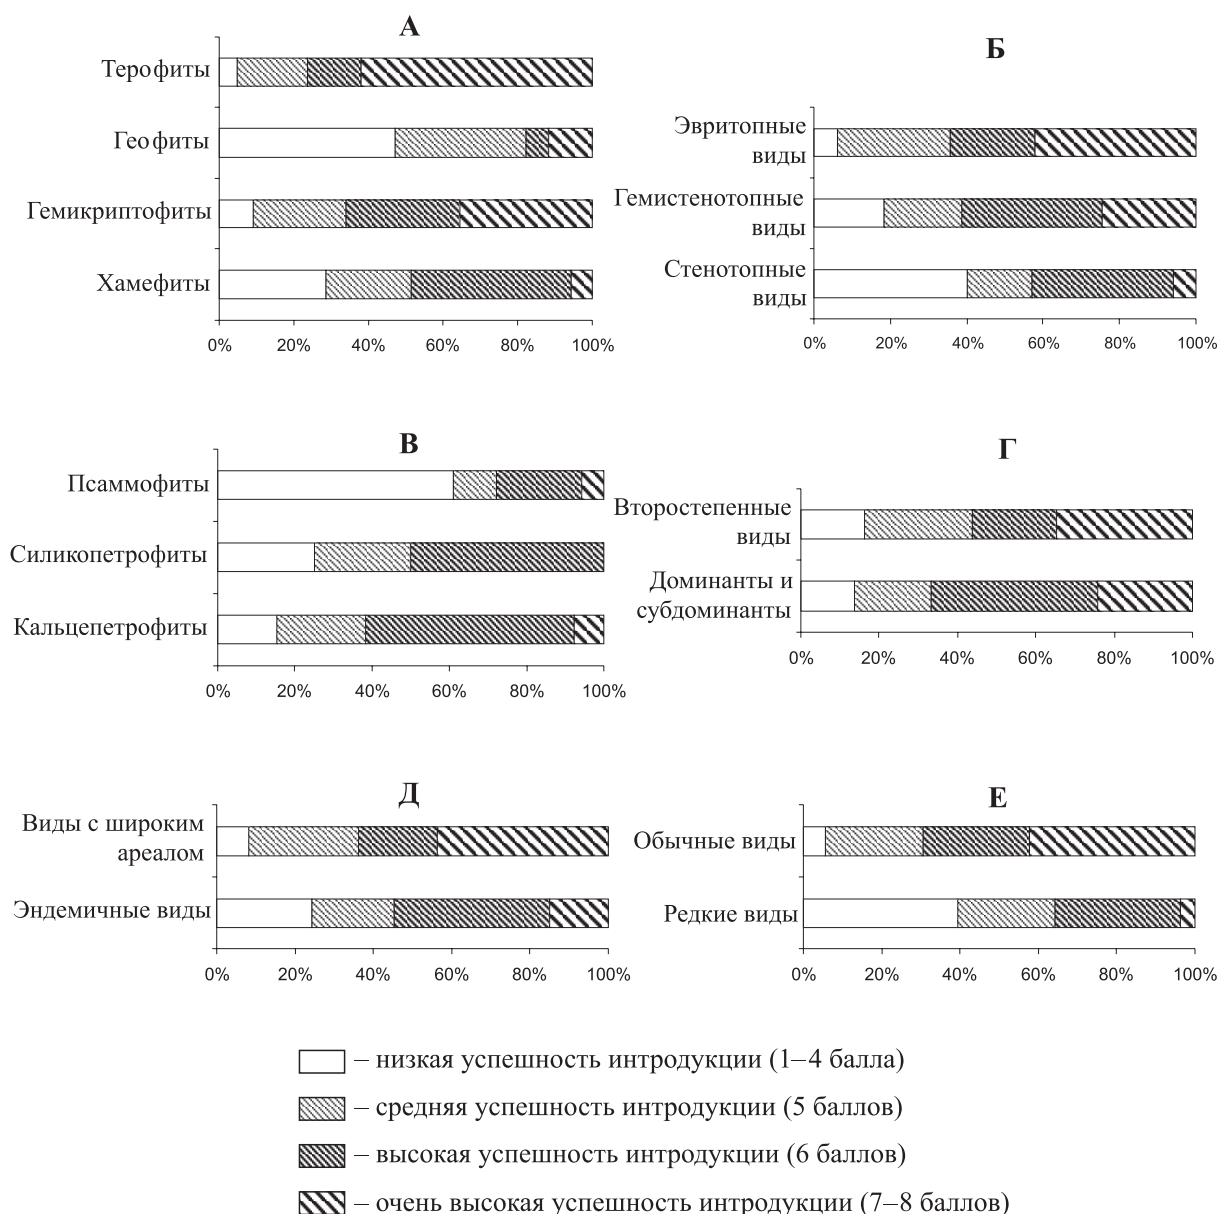 А
Терофиты
Геофиты
Гемикриптофиты
Хамефиты
0% 20% 40% 60% 80% 100%
Б
Эвритопные
виды
Гемистенотопные
виды
Стенотопные
виды
0% 20% 40% 60% 80% 100%
В
Псаммофиты
Силикопетрофиты
Кальцепетрофиты
0% 20% 40% 60% 80% 100%
Г
Второстепенные
виды
Доминанты и
субдоминанты
0% 20% 40% 60% 80% 100%
Д
Виды с широким
ареалом
Эндемичные виды
0% 20% 40% 60% 80% 100%
Е
Обычные виды
Редкие виды
0% 20% 40% 60% 80% 100%
– низкая успешность интродукции (1–4 балла)
– средняя успешность интродукции (5 баллов)
– высокая успешность интродукции (6 баллов)
– очень высокая успешность интродукции (7–8 баллов)